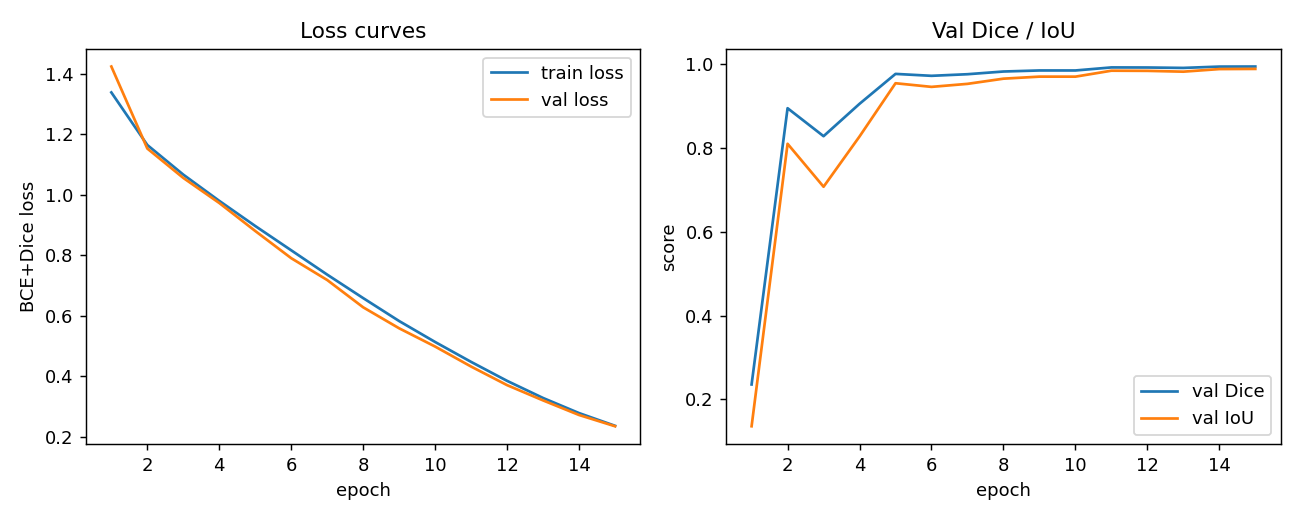 Loss curves
1.4
1.2
1.0
0.8
0.6
0.4
0.2
BCE+Dice loss
train loss
val loss
2 4 6 8 10 12 14
epoch
Val Dice / IoU
1.0
0.8
0.6
0.4
0.2
score
val Dice
val IoU
2 4 6 8 10 12 14
epoch